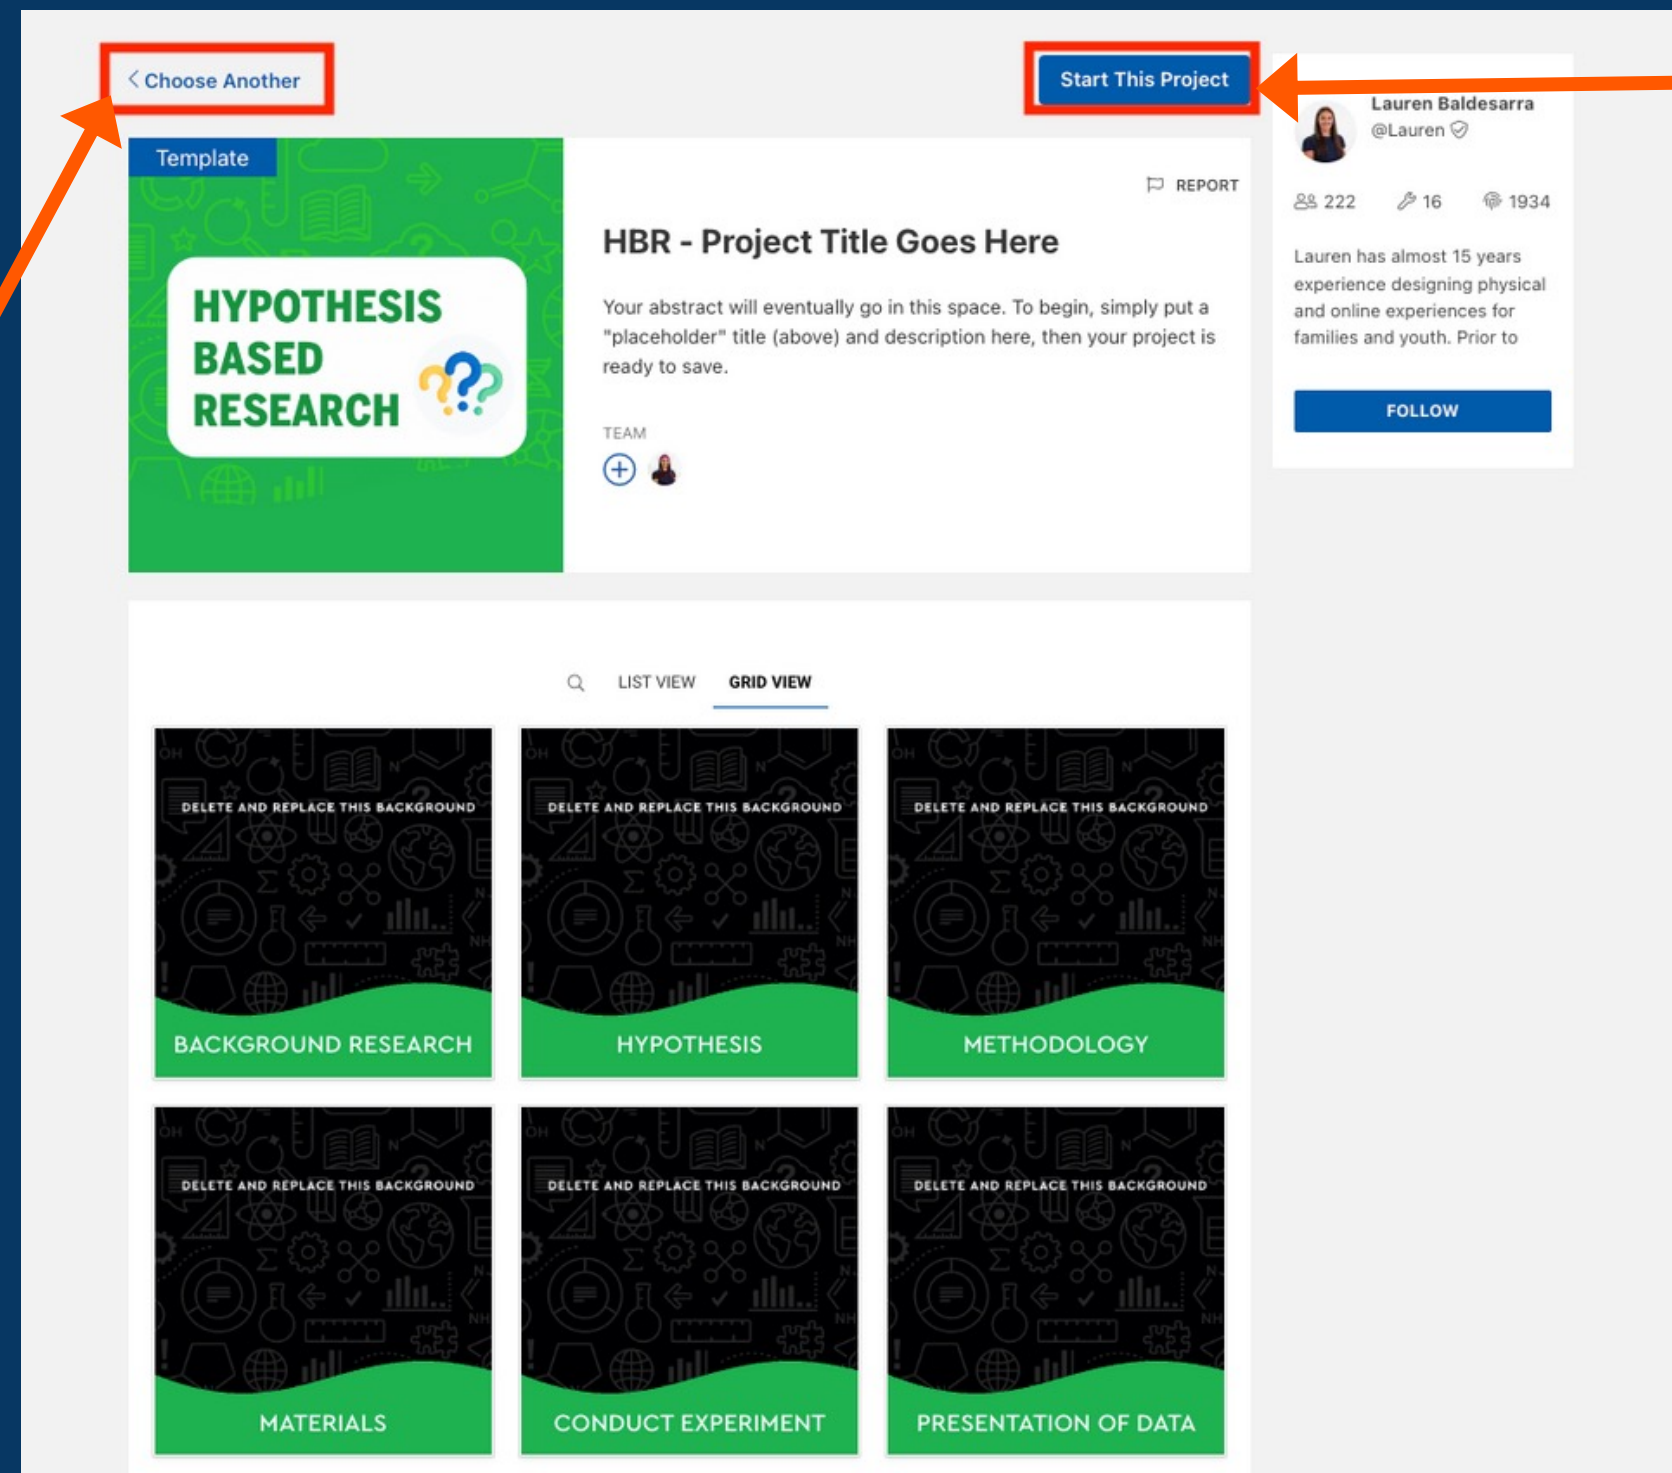 < Choose Another
Start This Project
Lauren Baldesarra
@Lauren
222 16 1934
Lauren has almost 15 years
experience designing physical
and online experiences for
families and youth. Prior to
FOLLOW
Template
HYPOTHESIS
BASED
RESEARCH
???
REPORT
HBR - Project Title Goes Here
Your abstract will eventually go in this space. To begin, simply put a
"placeholder" title (above) and description here, then your project is
ready to save.
TEAM
LIST VIEW GRID VIEW
DELETE AND REPLACE THIS BACKGROUND
BACKGROUND RESEARCH
DELETE AND REPLACE THIS BACKGROUND
HYPOTHESIS
DELETE AND REPLACE THIS BACKGROUND
METHODOLOGY
DELETE AND REPLACE THIS BACKGROUND
MATERIALS
DELETE AND REPLACE THIS BACKGROUND
CONDUCT EXPERIMENT
DELETE AND REPLACE THIS BACKGROUND
PRESENTATION OF DATA